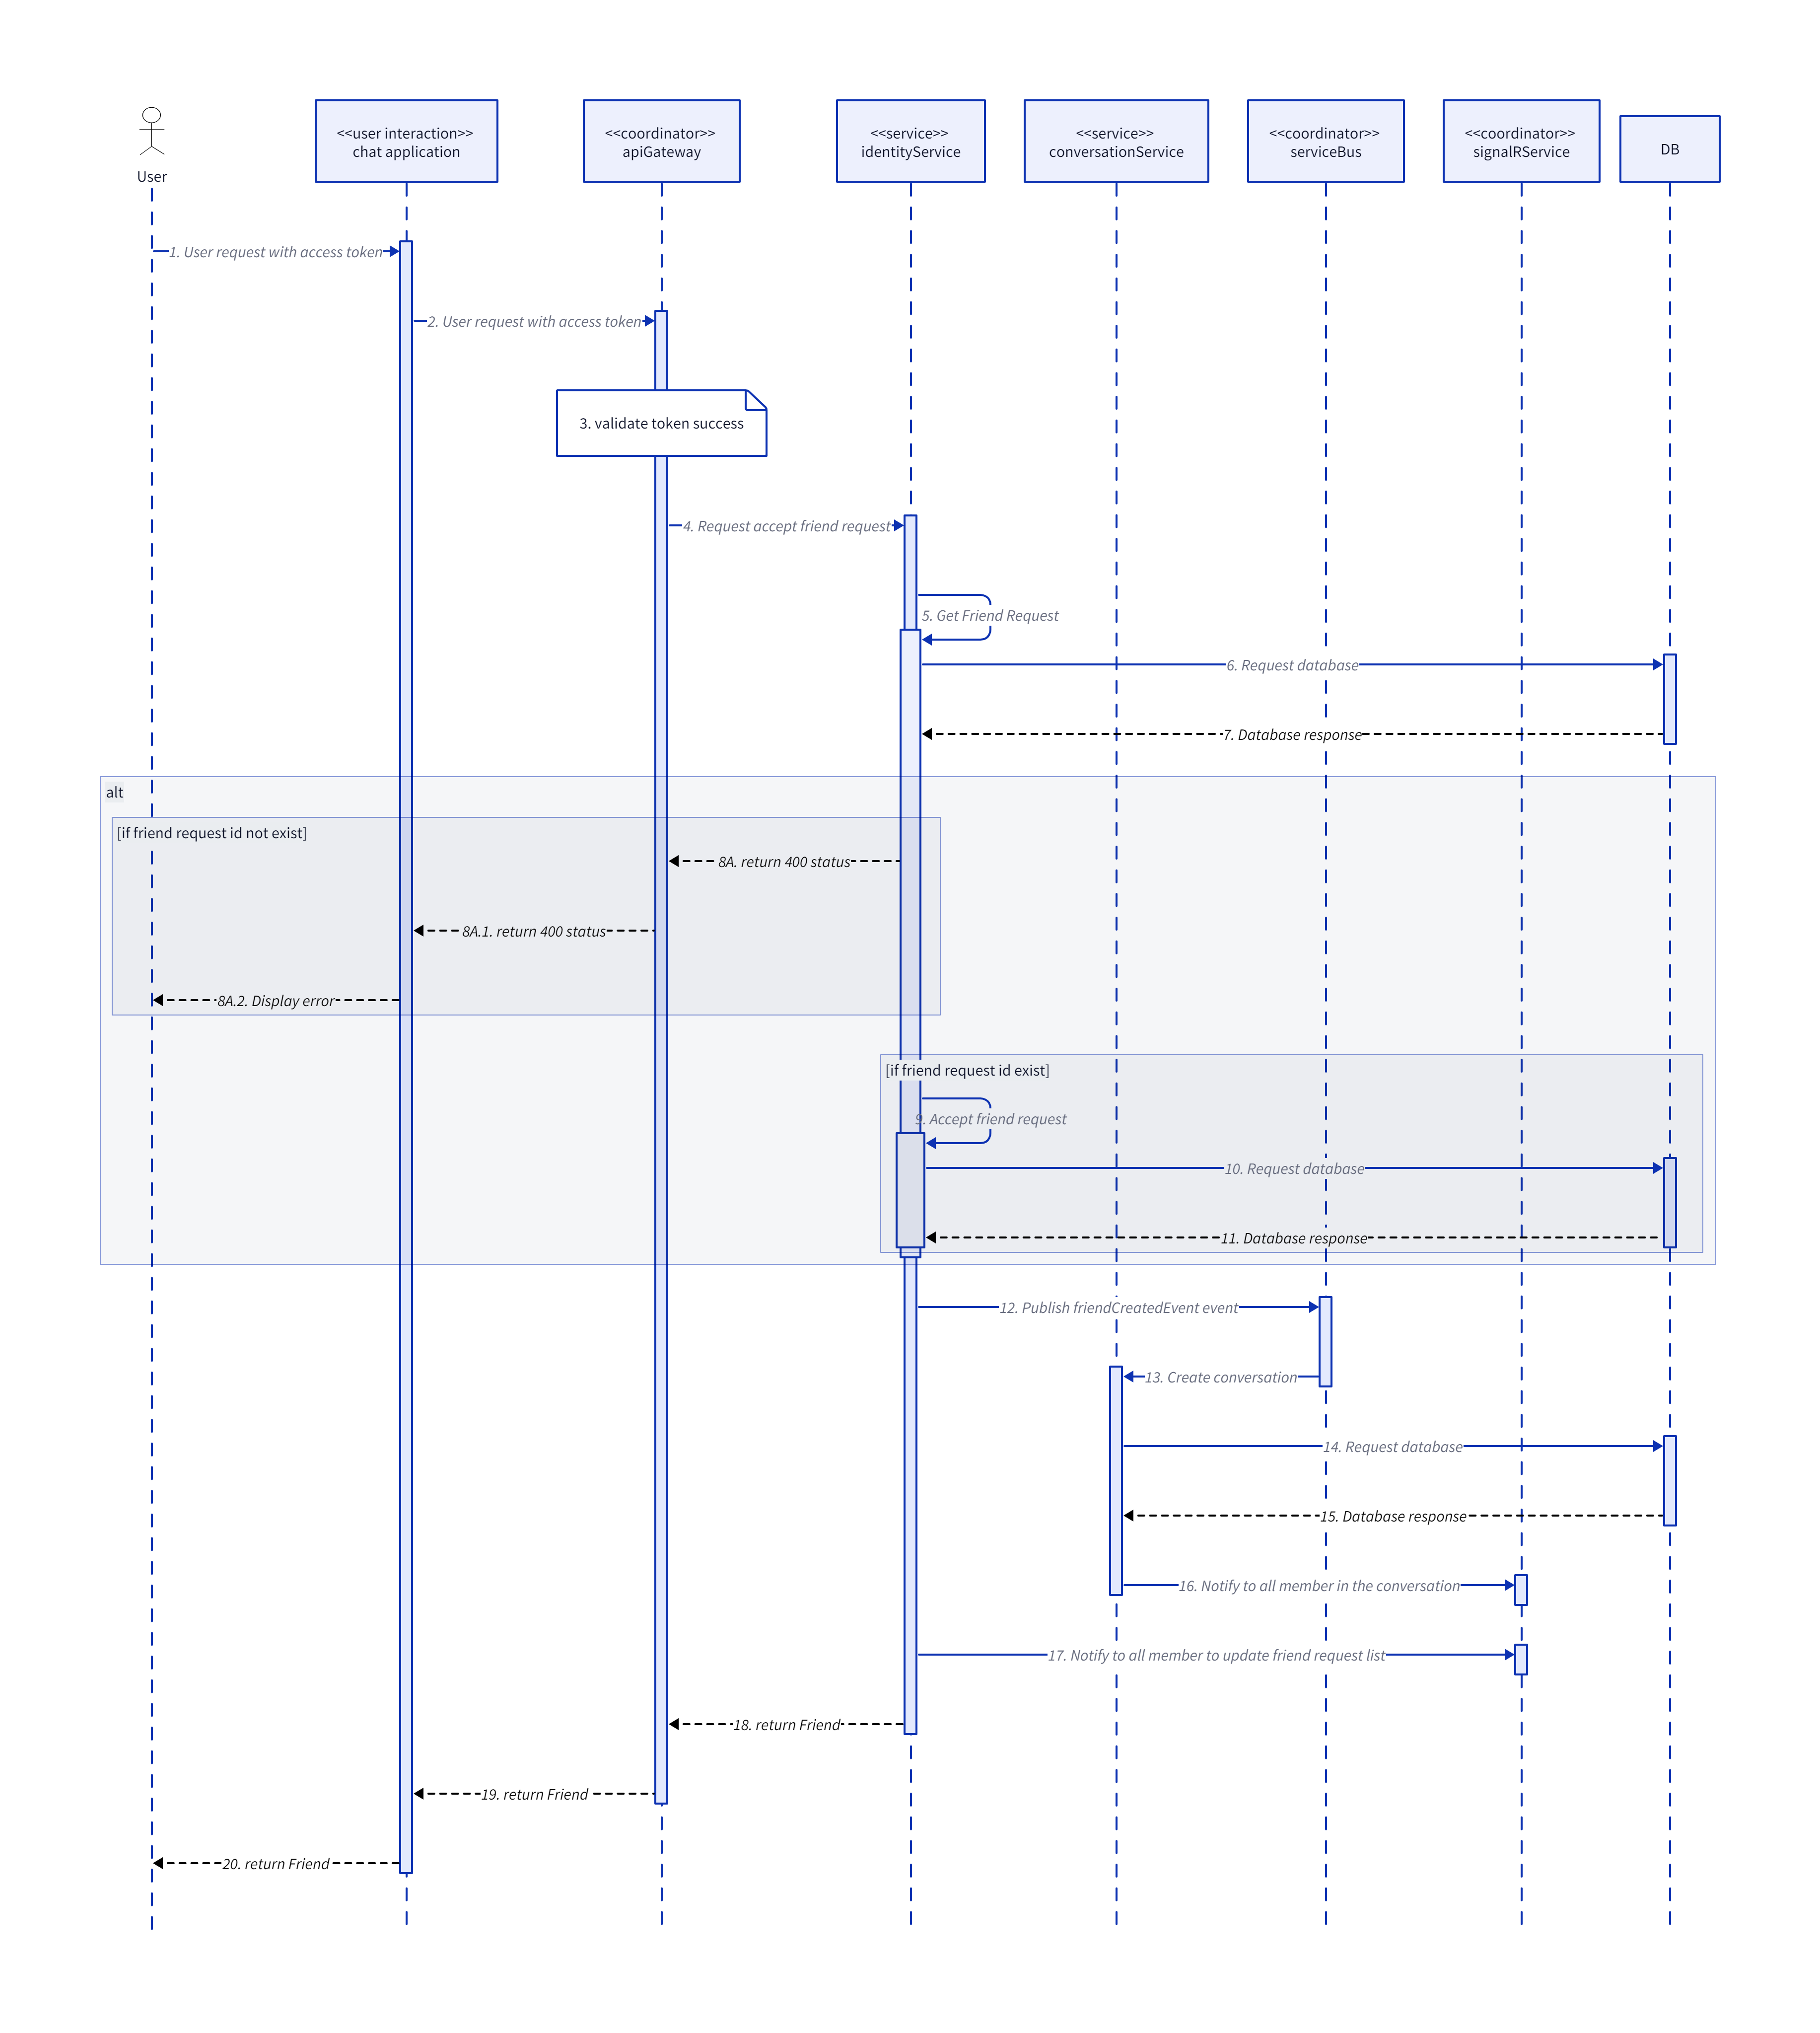 User
<<user interaction>>
chat application
<<coordinator>>
apiGateway
<<service>>
identityService
<<service>>
conversationService
<<coordinator>>
serviceBus
<<coordinator>>
signalRService
DB
1. User request with access token
2. User request with access token
3. validate token success
4. Request accept friend request
5. Get Friend Request
6. Request database
7. Database response
alt
[if friend request id not exist]
8A. return 400 status
8A.1. return 400 status
8A.2. Display error
[if friend request id exist]
9. Accept friend request
10. Request database
11. Database response
12. Publish friendCreatedEvent event
13. Create conversation
14. Request database
15. Database response
16. Notify to all member in the conversation
17. Notify to all member to update friend request list
18. return Friend
19. return Friend
20. return Friend